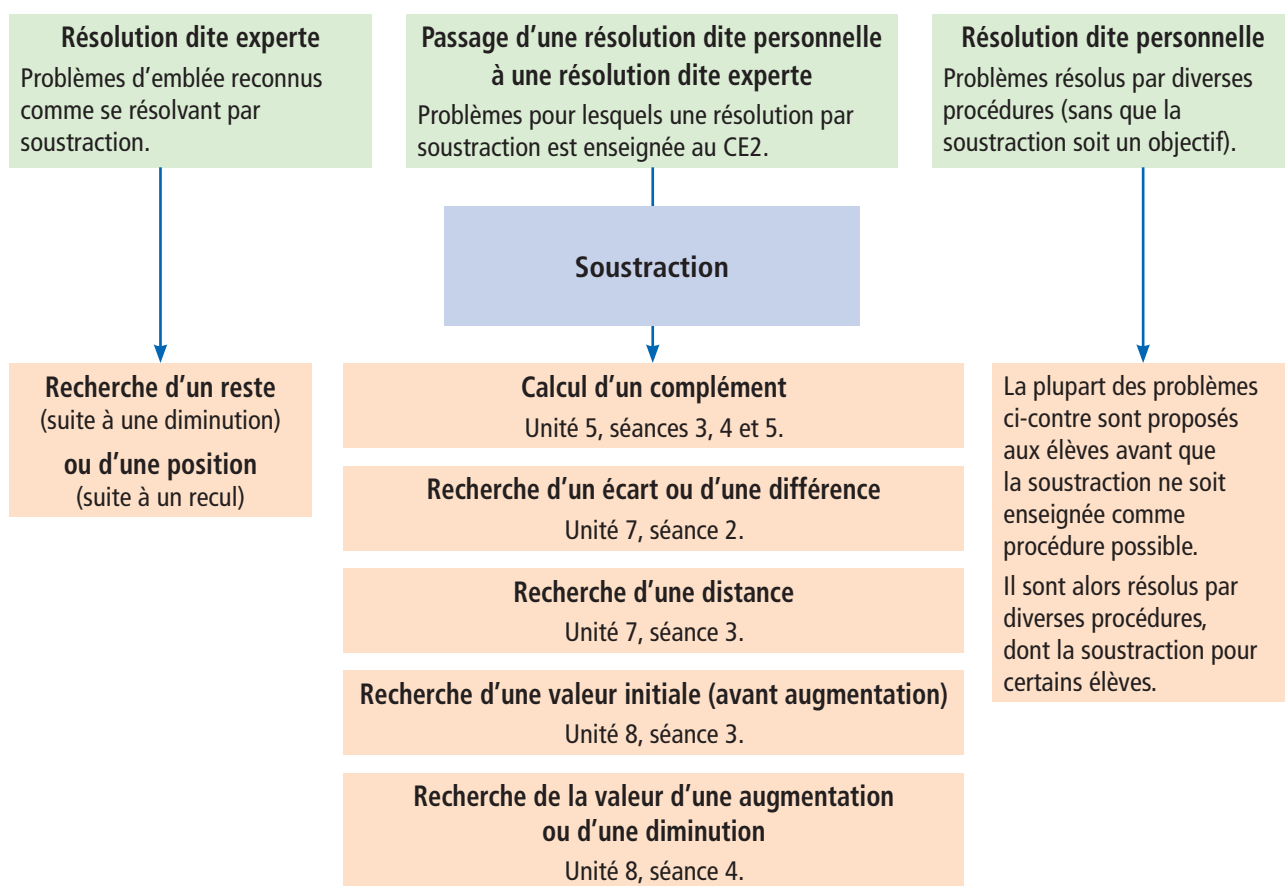 Résolution dite experte
Problèmes d'emblée reconnus
comme se résolvant par
soustraction.
Passage d'une résolution dite personnelle
à une résolution dite experte
Problèmes pour lesquels une résolution par
soustraction est enseignée au CE2.
Résolution dite personnelle
Problèmes résolus par diverses
procédures (sans que la
soustraction soit un objectif).
Soustraction
Recherche d'un reste
(suite à une diminution)
ou d'une position
(suite à un recul)
Calcul d'un complément
Unité 5, séances 3, 4 et 5.
Recherche d'un écart ou d'une différence
Unité 7, séance 2.
Recherche d'une distance
Unité 7, séance 3.
Recherche d'une valeur initiale (avant augmentation)
Unité 8, séance 3.
Recherche de la valeur d'une augmentation
ou d'une diminution
Unité 8, séance 4.
La plupart des problèmes
ci-contre sont proposés
aux élèves avant que
la soustraction ne soit
enseignée comme
procédure possible.
Il sont alors résolus par
diverses procédures,
dont la soustraction pour
certains élèves.